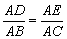 AD/AB = AE/AC